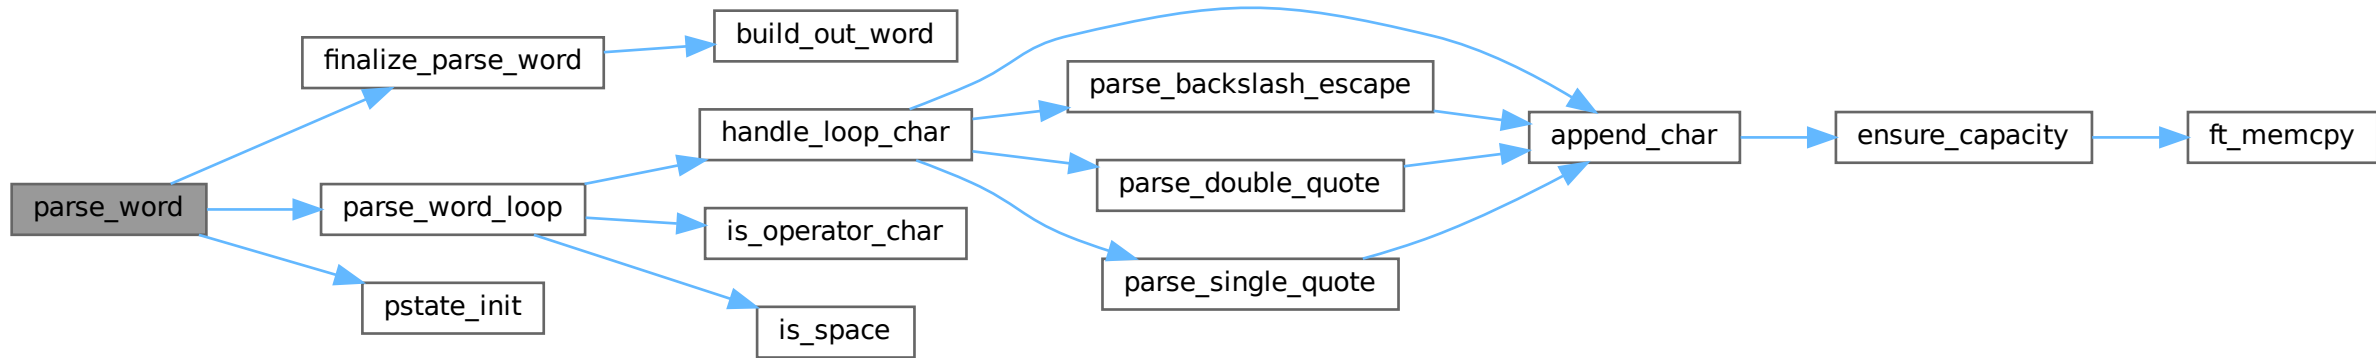 parse_word
finalize_parse_word
build_out_word
parse_word_loop
handle_loop_char
parse_backslash_escape
append_char
ensure_capacity
ft_memcpy
parse_double_quote
parse_single_quote
is_operator_char
is_space
pstate_init